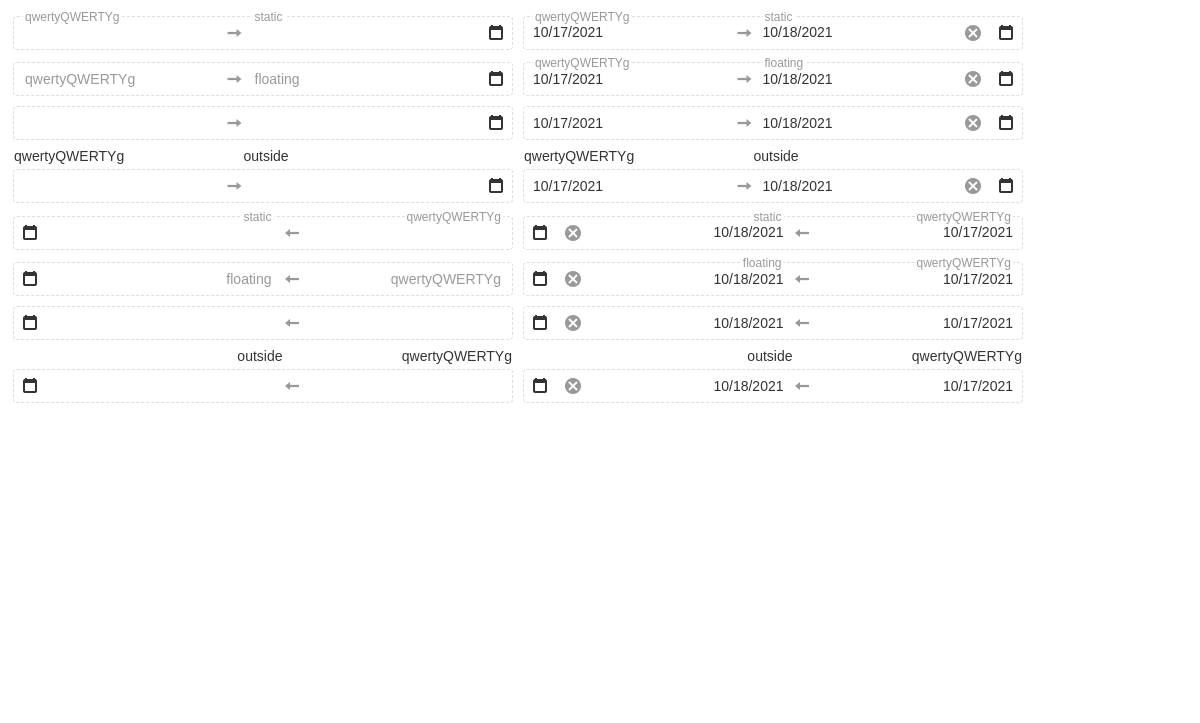 qwertyQWERTYg static qwertyQWERTYg static
10/17/2021 10/18/2021
qwertyQWERTYg floating
qwertyQWERTYg floating 10/17/2021 10/18/2021
10/17/2021 10/18/2021
qwertyQWERTYg outside qwertyQWERTYg outside
10/17/2021 10/18/2021
static qwertyQWERTYg static qwertyQWERTYg
10/18/2021 10/17/2021
floating qwertyQWERTYg
floating qwertyQWERTYg 10/18/2021 10/17/2021
10/18/2021 10/17/2021
outside qwertyQWERTYg outside qwertyQWERTYg
10/18/2021 10/17/2021